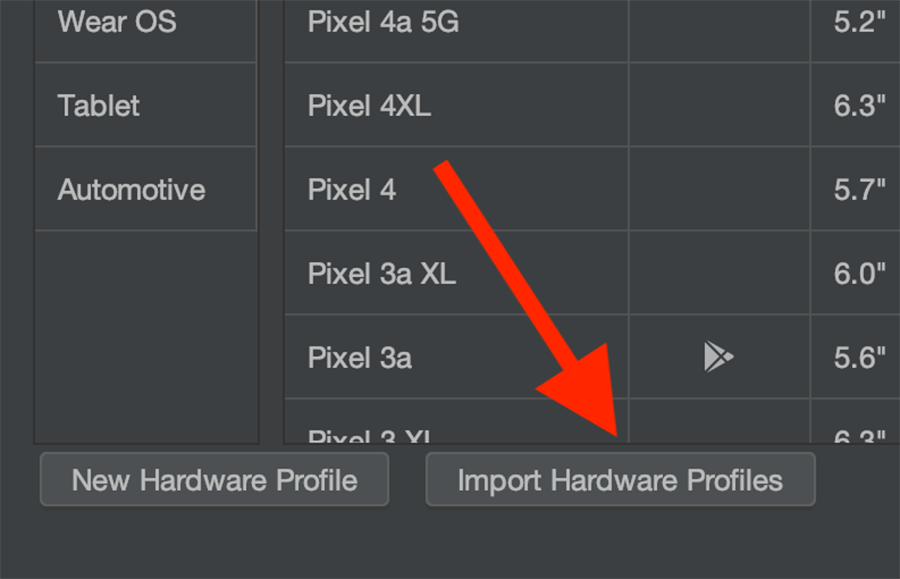 Wear OS Pixel 4a 5G 5.2"
Tablet Pixel 4XL 6.3"
Automotive Pixel 4 5.7"
Pixel 3a XL 6.0"
Pixel 3a 5.6"
Pixel 3 XL 6.3"
New Hardware Profile Import Hardware Profiles